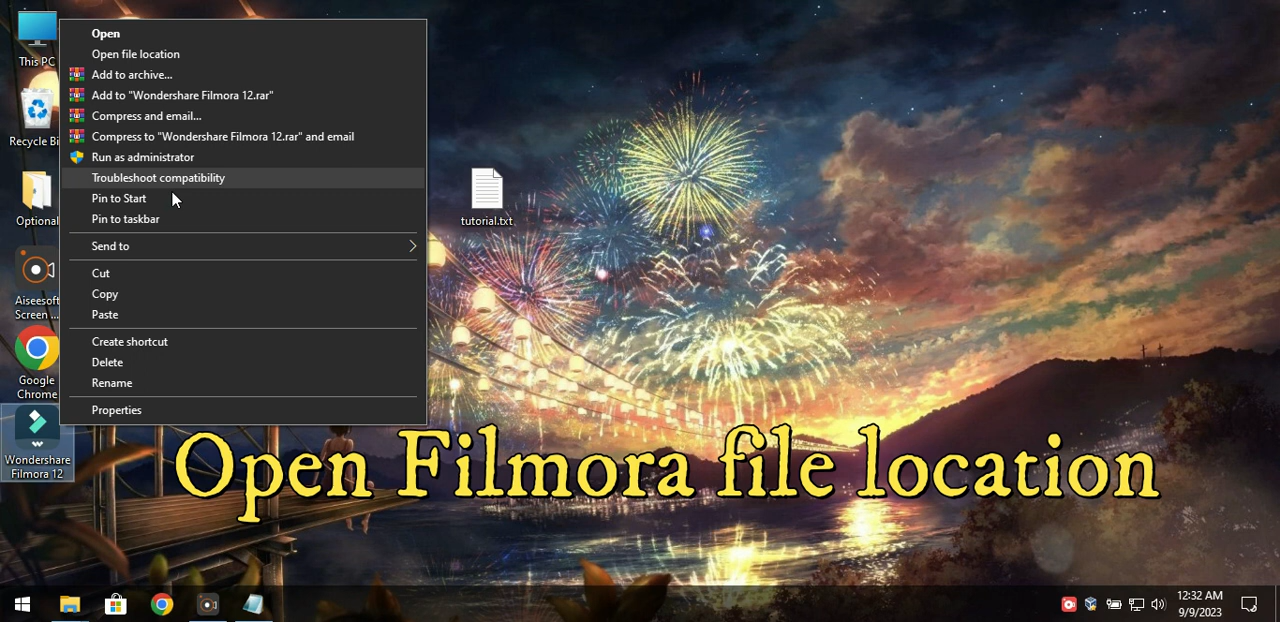 This PC
Recycle Bi
Optional
Aiseesoft
Screen ...
Google
Chrome
Wondershare
Filmora 12
Open
Open file location
Add to archive...
Add to "Wondershare Filmora 12.rar"
Compress and email...
Compress to "Wondershare Filmora 12.rar" and email
Run as administrator
Troubleshoot compatibility
Pin to Start
Pin to taskbar
Send to
Cut
Copy
Paste
Create shortcut
Delete
Rename
Properties
tutorial.txt
Open Filmora file location
12:32 AM
9/9/2023